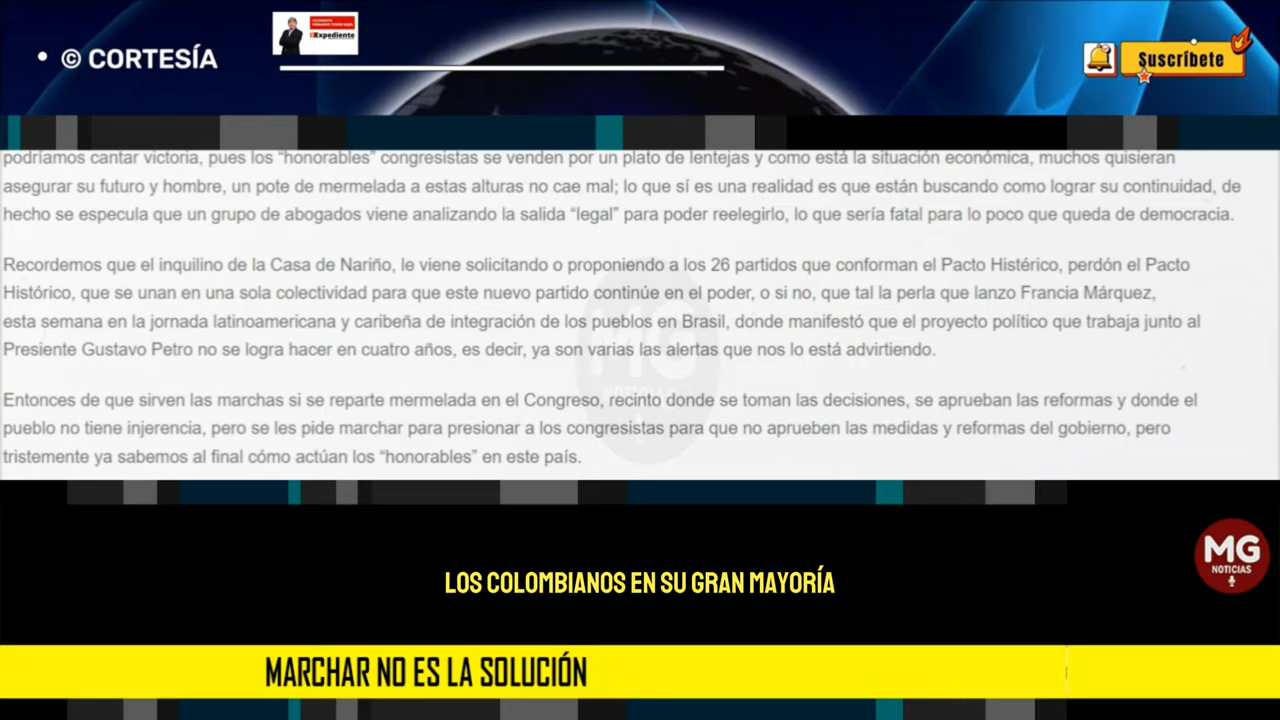 • © CORTESÍA
Expediente
Suscríbete
podríamos cantar victoria, pues los “honorables” congresistas se venden por un plato de lentejas y como está la situación económica, muchos quisieran
asegurar su futuro y hombre, un pote de mermelada a estas alturas no cae mal; lo que sí es una realidad es que están buscando como lograr su continuidad, de
hecho se especula que un grupo de abogados viene analizando la salida “legal” para poder reelegirlo, lo que sería fatal para lo poco que queda de democracia.
Recordemos que el inquilino de la Casa de Nariño, le viene solicitando o proponiendo a los 26 partidos que conforman el Pacto Histérico, perdón el Pacto
Histórico, que se unan en una sola colectividad para que este nuevo partido continúe en el poder, o si no, que tal la perla que lanzo Francia Márquez,
esta semana en la jornada latinoamericana y caribeña de integración de los pueblos en Brasil, donde manifestó que el proyecto político que trabaja junto al
Presiente Gustavo Petro no se logra hacer en cuatro años, es decir, ya son varias las alertas que nos lo está advirtiendo.
Entonces de que sirven las marchas si se reparte mermelada en el Congreso, recinto donde se toman las decisiones, se aprueban las reformas y donde el
pueblo no tiene injerencia, pero se les pide marchar para presionar a los congresistas para que no aprueben las medidas y reformas del gobierno, pero
tristemente ya sabemos al final cómo actúan los “honorables” en este país.
MG
NOTICIAS
LOS COLOMBIANOS EN SU GRAN MAYORÍA
MARCHAR NO ES LA SOLUCIÓN